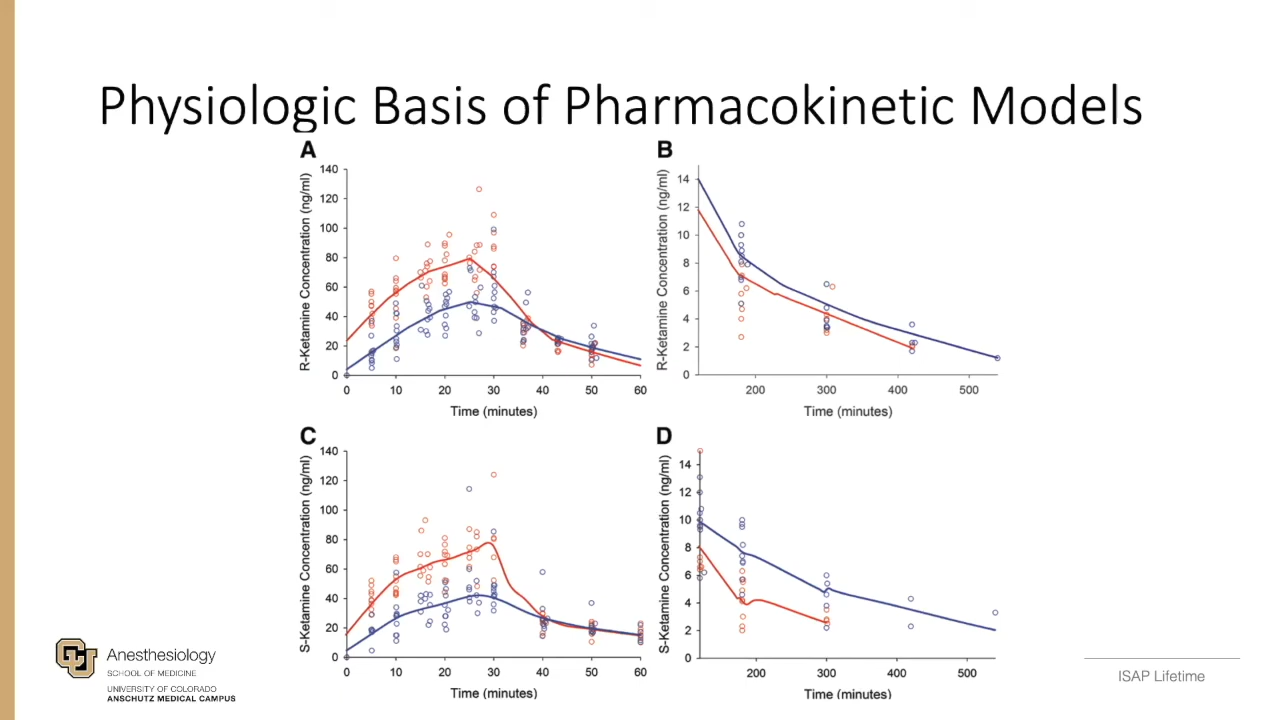 Physiologic Basis of Pharmacokinetic Models
A
R-Ketamine Concentration (ng/ml)
140
120
100
80
60
40
20
0
0 10 20 30 40 50 60
Time (minutes)
B
R-Ketamine Concentration (ng/ml)
14
12
10
8
6
4
2
0
200 300 400 500
Time (minutes)
C
S-Ketamine Concentration (ng/ml)
140
120
100
80
60
40
20
0
0 10 20 30 40 50 60
Time (minutes)
D
S-Ketamine Concentration (ng/ml)
14
12
10
8
6
4
2
0
200 300 400 500
Time (minutes)
CU
Anesthesiology
SCHOOL OF MEDICINE
UNIVERSITY OF COLORADO
ANSCHUTZ MEDICAL CAMPUS
ISAP Lifetime